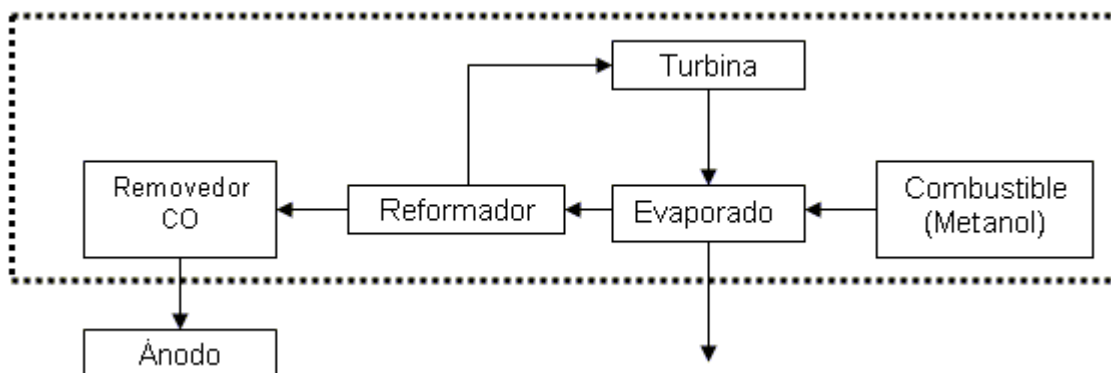 Turbina
Removedor
CO
Reformador
Evaporado
Combustible
(Metanol)
Ánodo